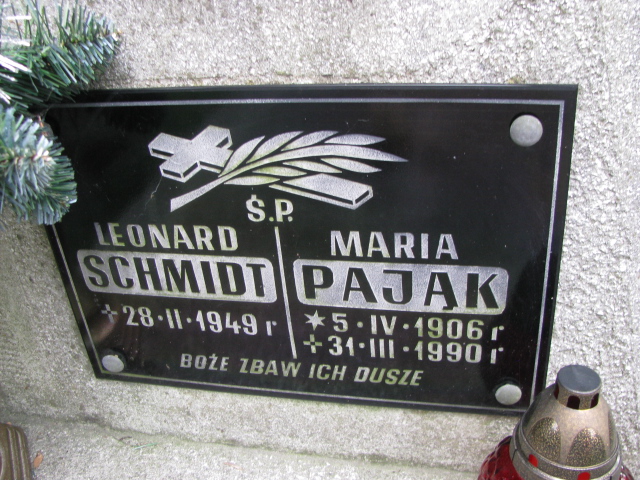 Ś.P.
LEONARD
SCHMIDT
+28·II·1949 r
MARIA
PAJĄK
✶5·IV·1906 r
+31·III·1990 r
BOŻE ZBAW ICH DUSZE